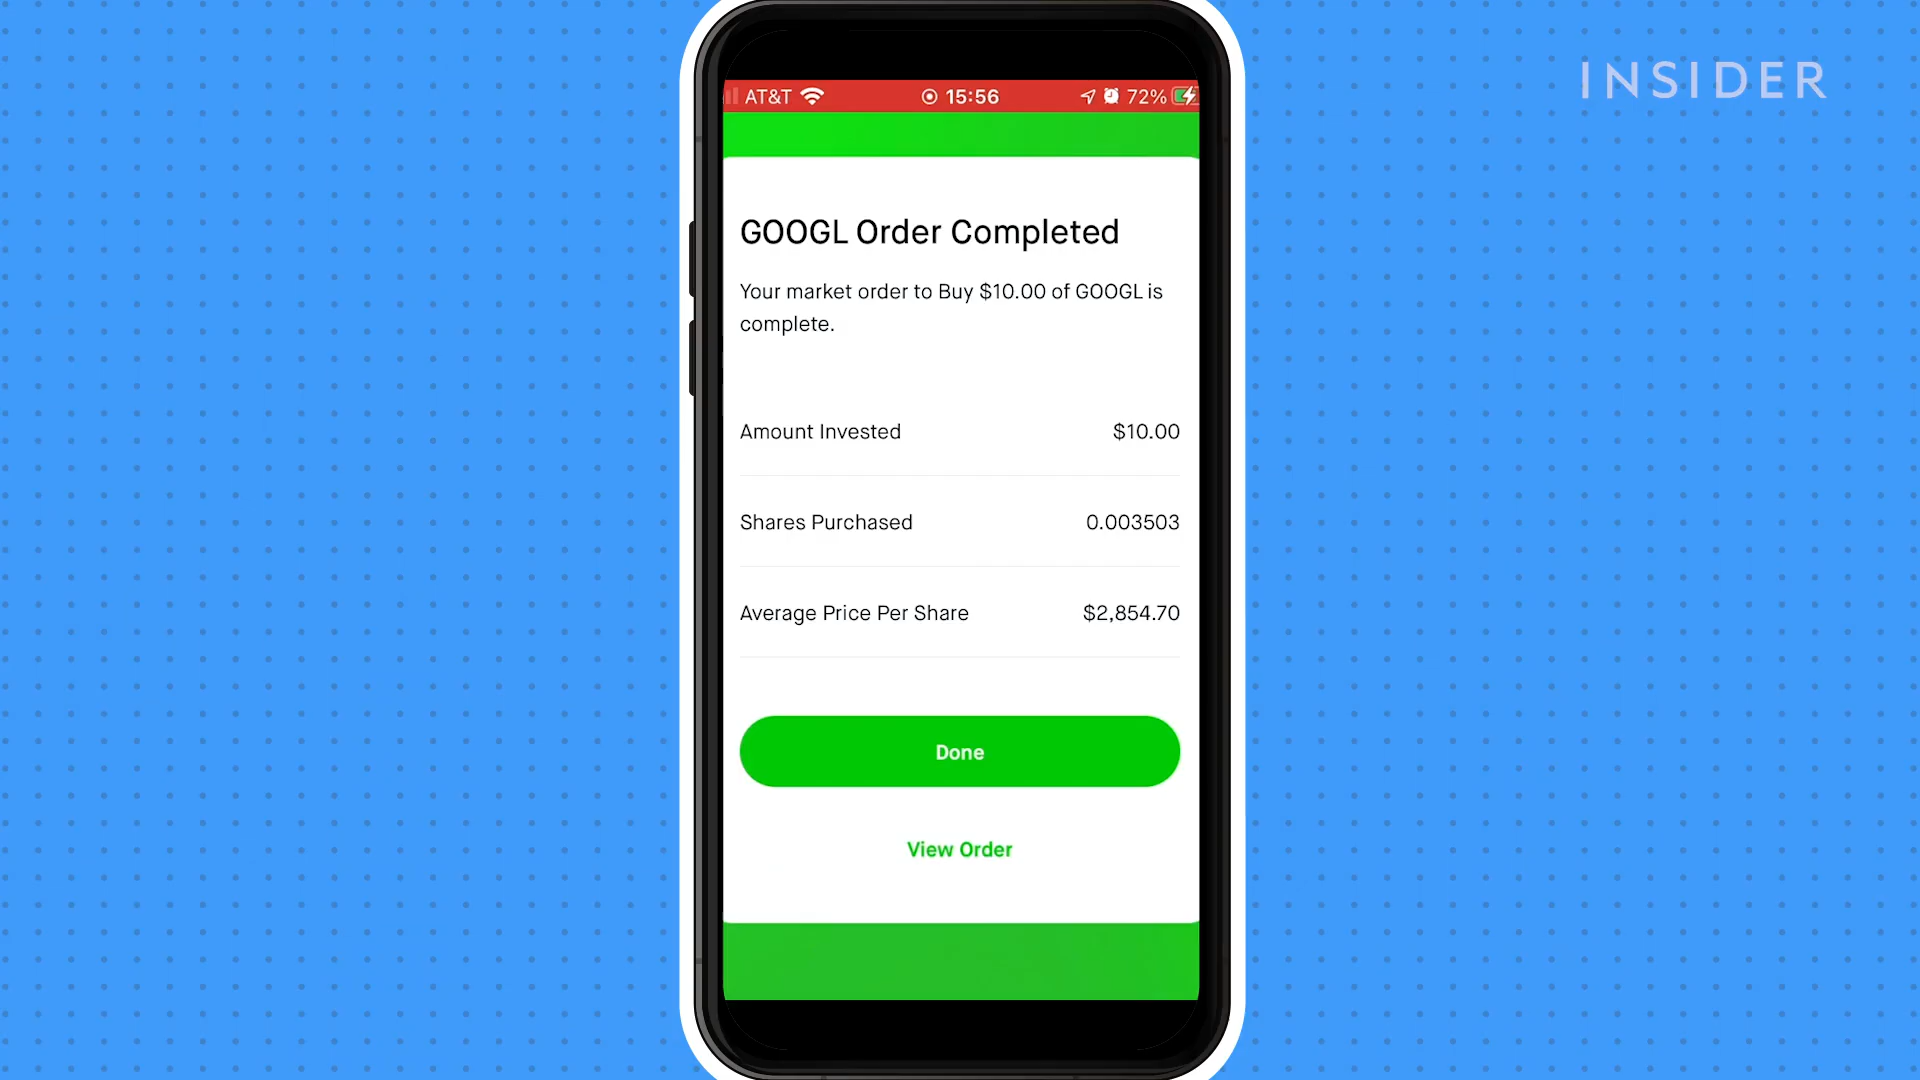 INSIDER
AT&T 15:56 72%
GOOGL Order Completed
Your market order to Buy $10.00 of GOOGL is
complete.
Amount Invested $10.00
Shares Purchased 0.003503
Average Price Per Share $2,854.70
Done
View Order